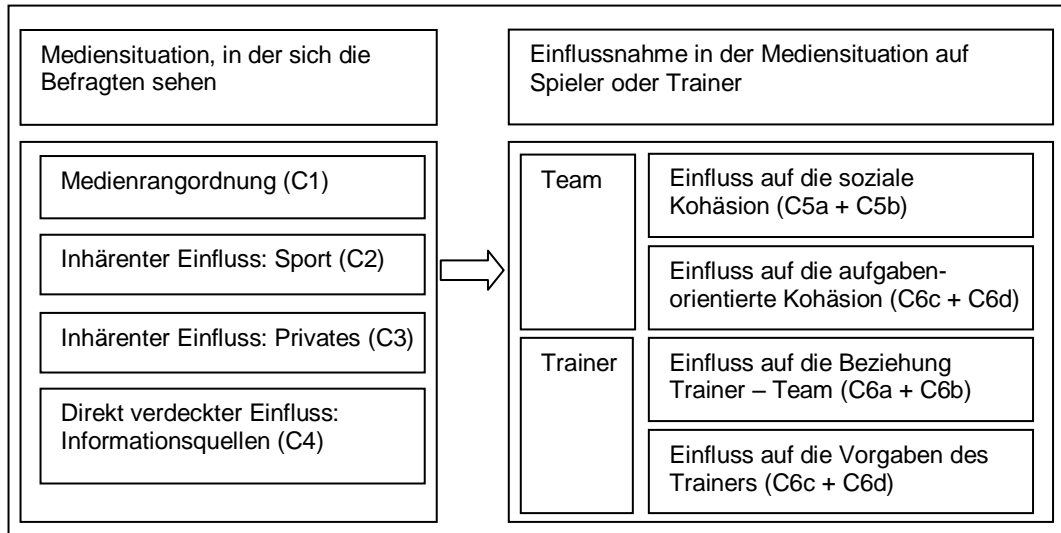 Mediensituation, in der sich die
Befragten sehen
Einflussnahme in der Mediensituation auf
Spieler oder Trainer
Medienrangordnung (C1)
Inhärenter Einfluss: Sport (C2)
Inhärenter Einfluss: Privates (C3)
Direkt verdeckter Einfluss:
Informationsquellen (C4)
Team
Einfluss auf die soziale
Kohäsion (C5a + C5b)
Einfluss auf die aufgaben-
orientierte Kohäsion (C6c + C6d)
Trainer
Einfluss auf die Beziehung
Trainer – Team (C6a + C6b)
Einfluss auf die Vorgaben des
Trainers (C6c + C6d)